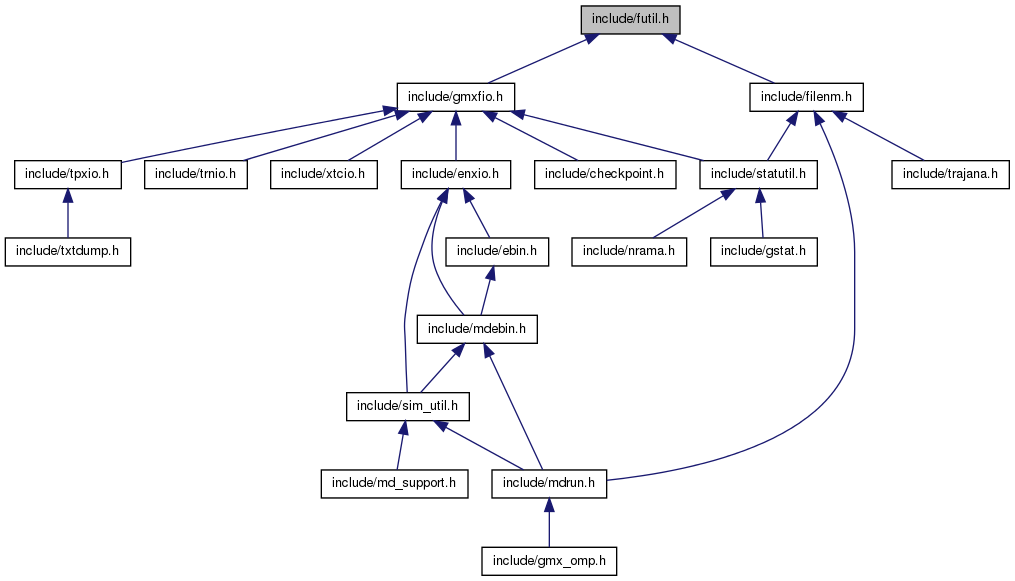 include/futil.h
include/gmxfio.h
include/filenm.h
include/tpxio.h
include/trnio.h
include/xtcio.h
include/enxio.h
include/checkpoint.h
include/statutil.h
include/trajana.h
include/txtdump.h
include/ebin.h
include/nrama.h
include/gstat.h
include/mdebin.h
include/sim_util.h
include/md_support.h
include/mdrun.h
include/gmx_omp.h